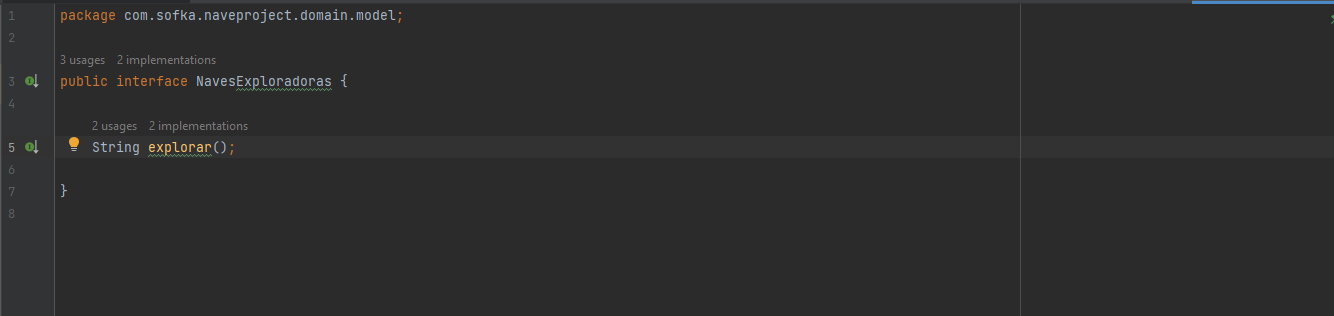 1 package com.sofka.naveproject.domain.model;
2
3 usages 2 implementations
3 public interface NavesExploradoras {
4
2 usages 2 implementations
5 String explorar();
6
7 }
8